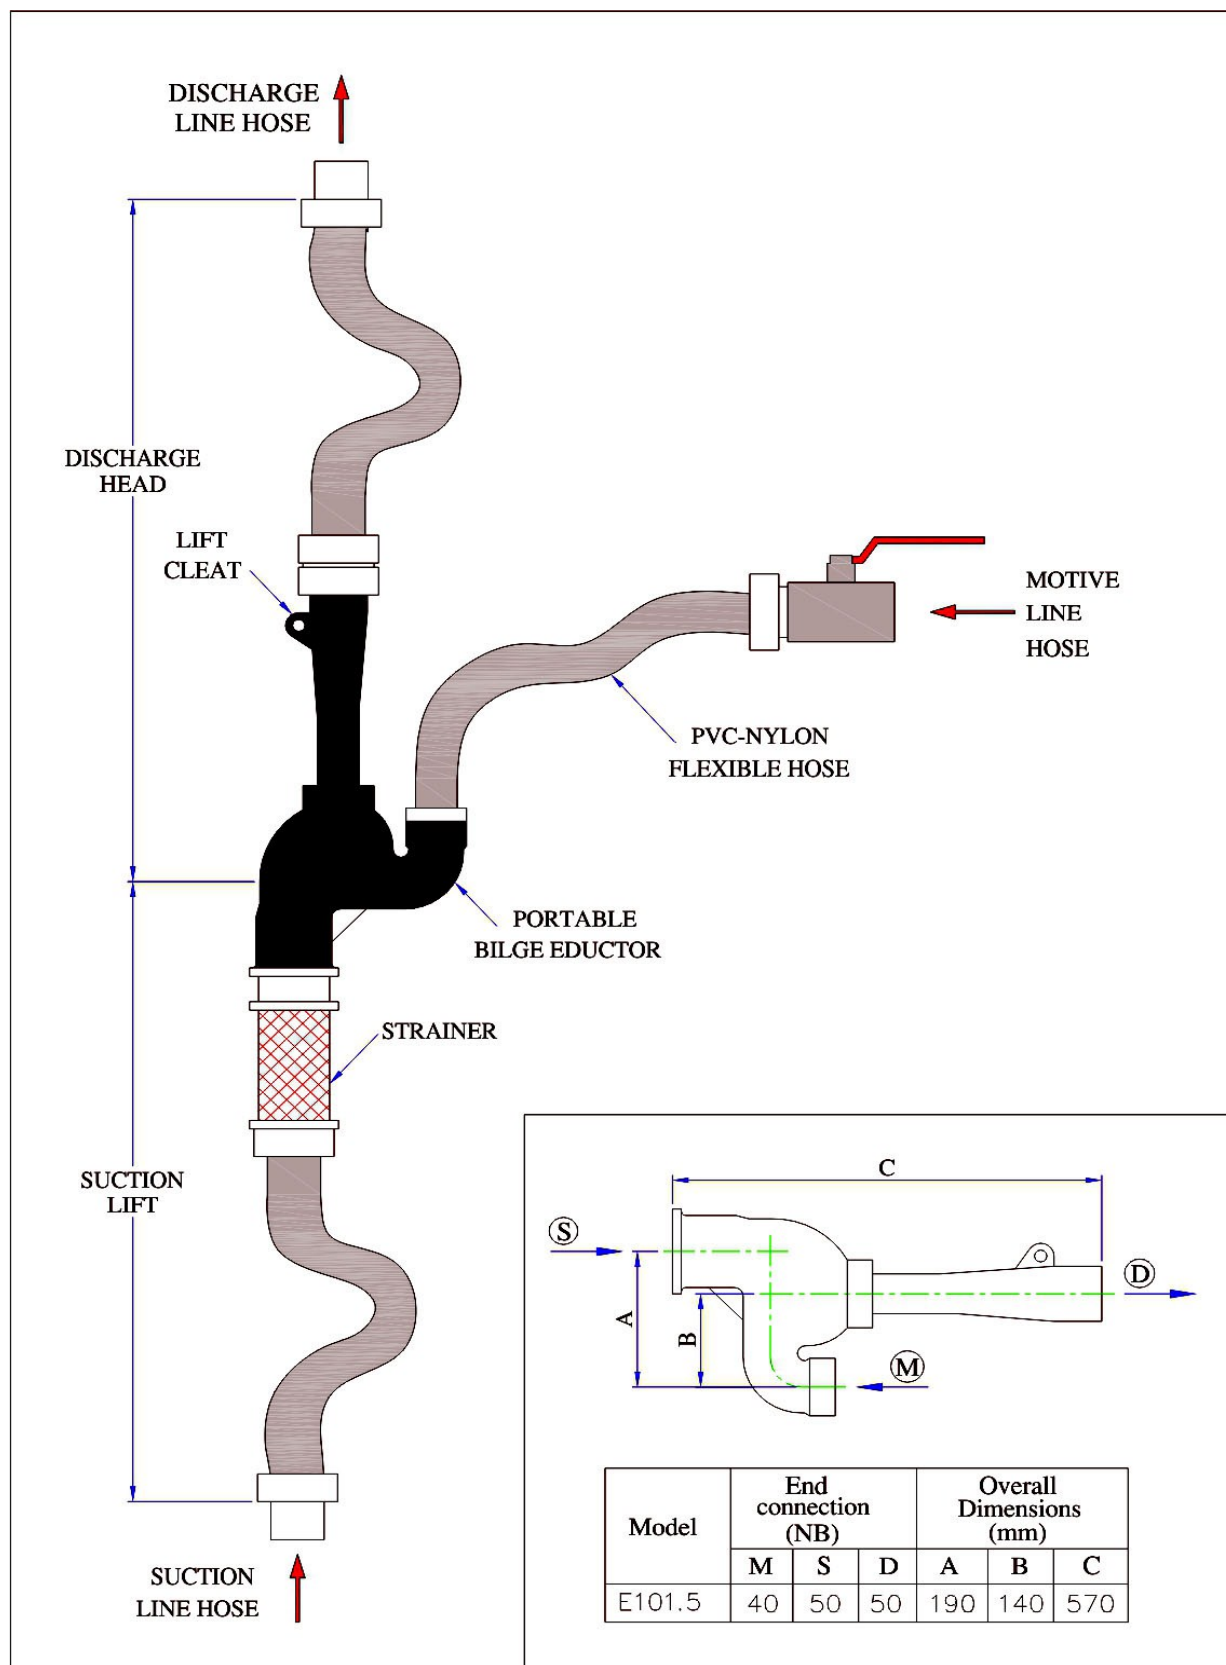 DISCHARGE
LINE HOSE
DISCHARGE
HEAD
LIFT
CLEAT
MOTIVE
LINE
HOSE
PVC-NYLON
FLEXIBLE HOSE
PORTABLE
BILGE EDUCTOR
STRAINER
SUCTION
LIFT
SUCTION
LINE HOSE
C
S
D
A
B
M
Model
End
connection
(NB)
Overall
Dimensions
(mm)
M S D A B C
E101.5 40 50 50 190 140 570